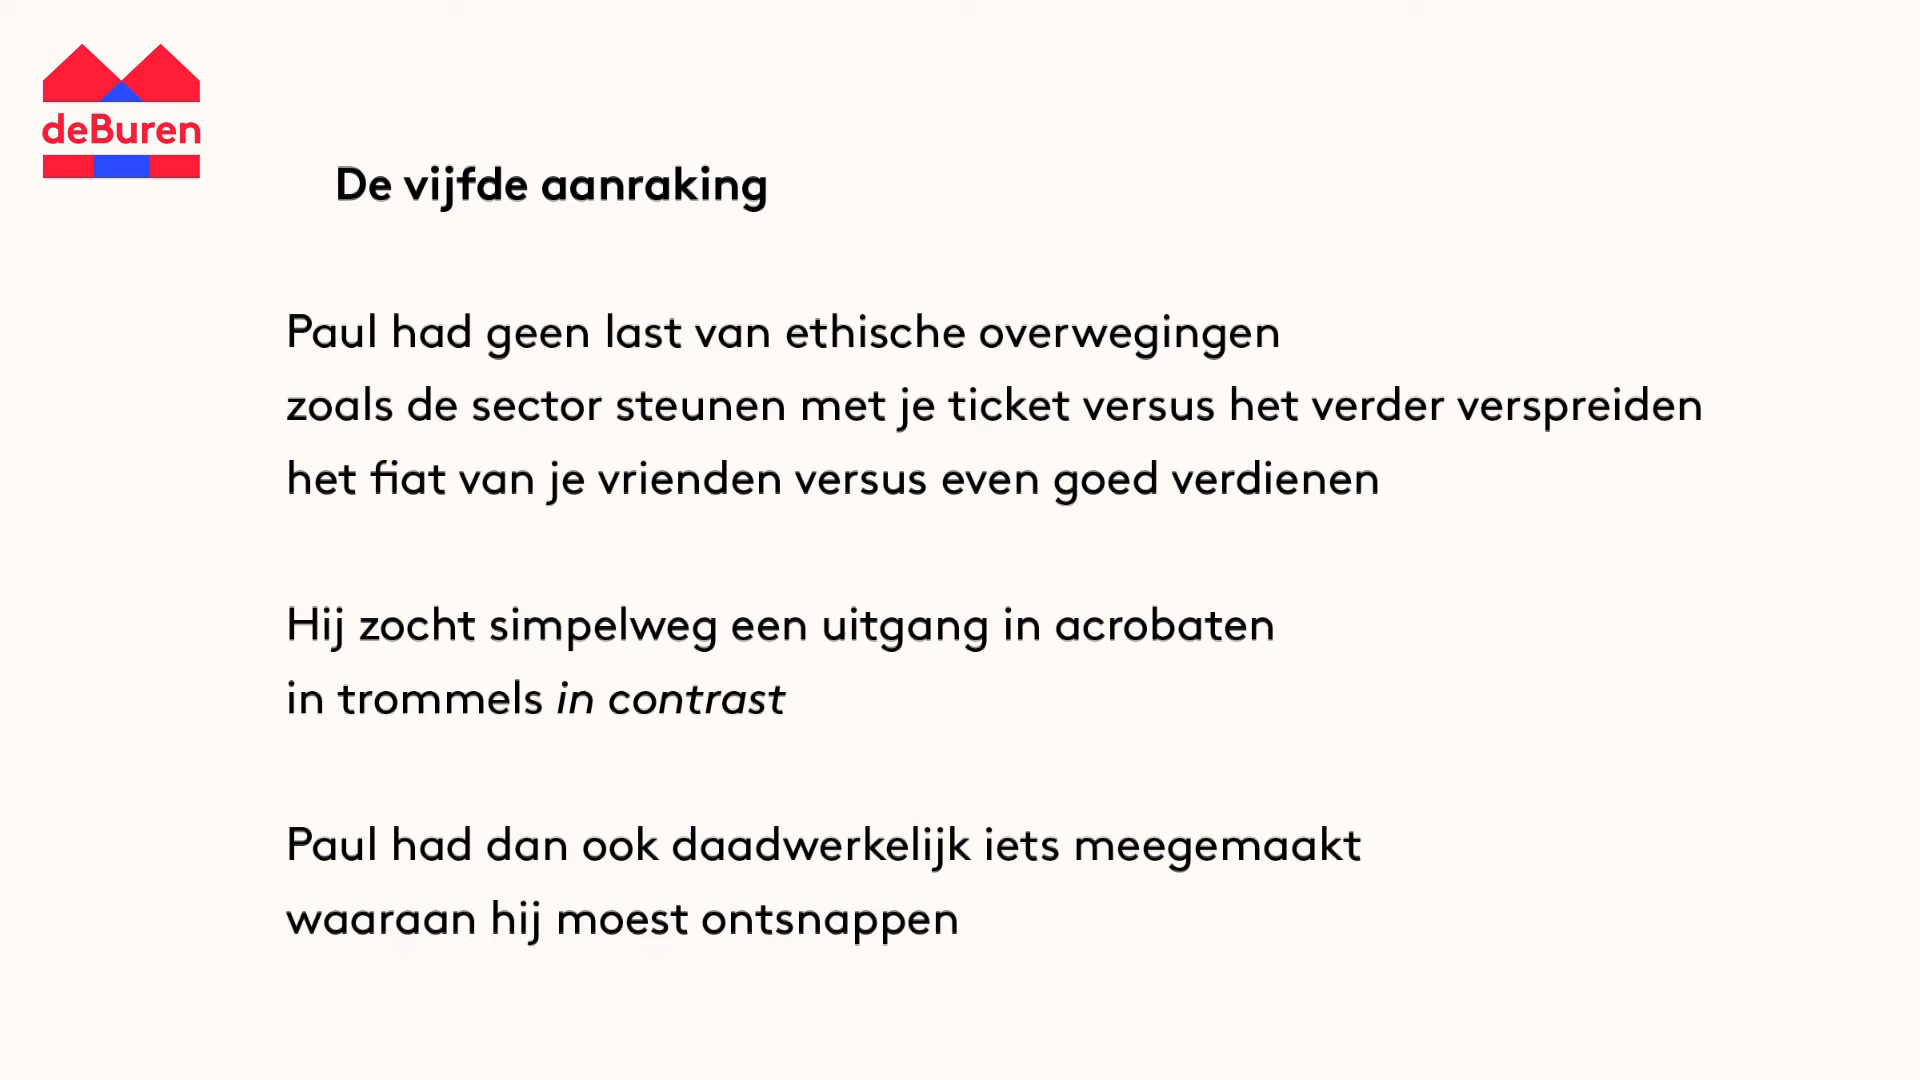 deBuren
De vijfde aanraking
Paul had geen last van ethische overwegingen
zoals de sector steunen met je ticket versus het verder verspreiden
het fiat van je vrienden versus even goed verdienen
Hij zocht simpelweg een uitgang in acrobaten
in trommels in contrast
Paul had dan ook daadwerkelijk iets meegemaakt
waaraan hij moest ontsnappen